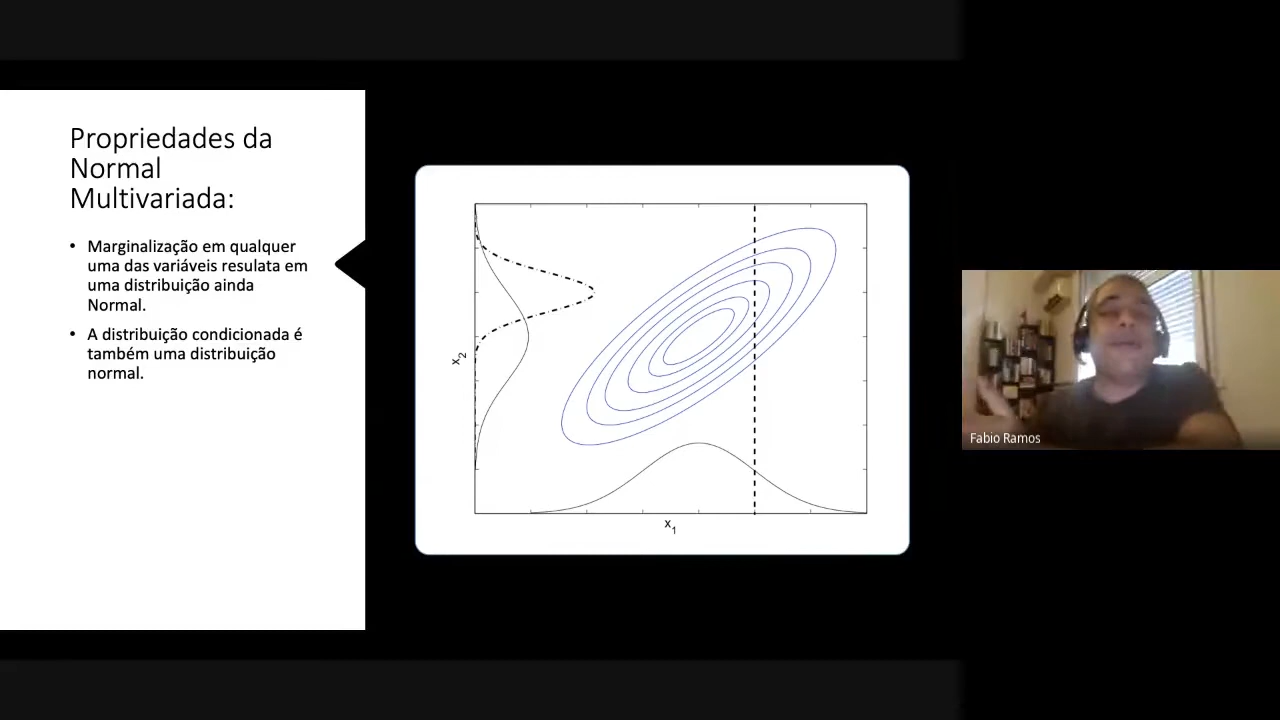 Propriedades da
Normal
Multivariada:
• Marginalização em qualquer
uma das variáveis resulata em
uma distribuição ainda
Normal.
• A distribuição condicionada é
também uma distribuição
normal.
x2
x1
Fabio Ramos